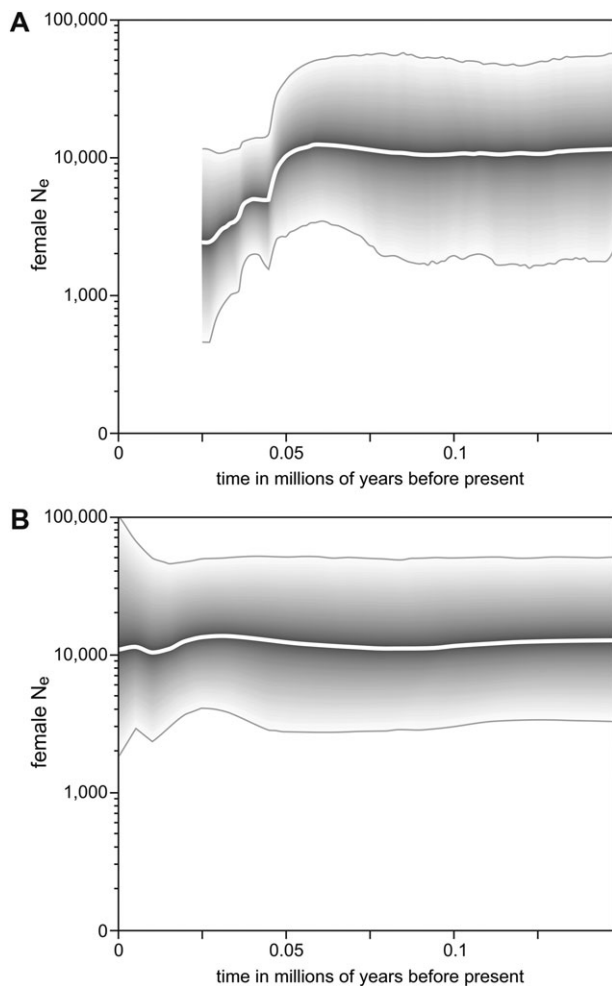 A
100,000
10,000
1,000
0
female Ne
0
0.05
0.1
time in millions of years before present
B
100,000
10,000
1,000
0
female Ne
0
0.05
0.1
time in millions of years before present